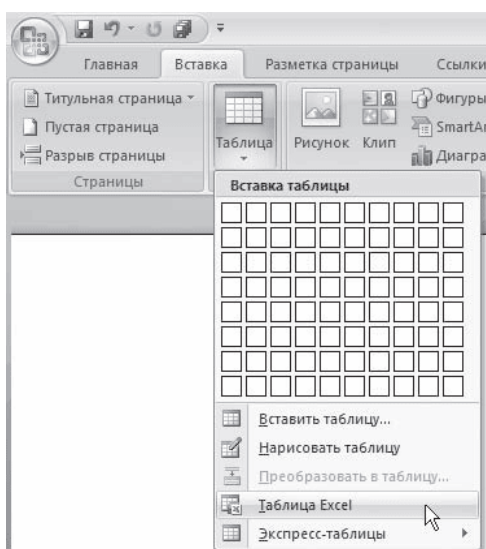 Главная Вставка Разметка страницы Ссылки
Титульная страница
Пустая страница
Разрыв страницы
Страницы
Таблица
Рисунок
Клип
Фигуры
SmartAr
Диагра
Вставка таблицы
Вставить таблицу...
Нарисовать таблицу
Преобразовать в таблицу...
Таблица Excel
Экспресс-таблицы